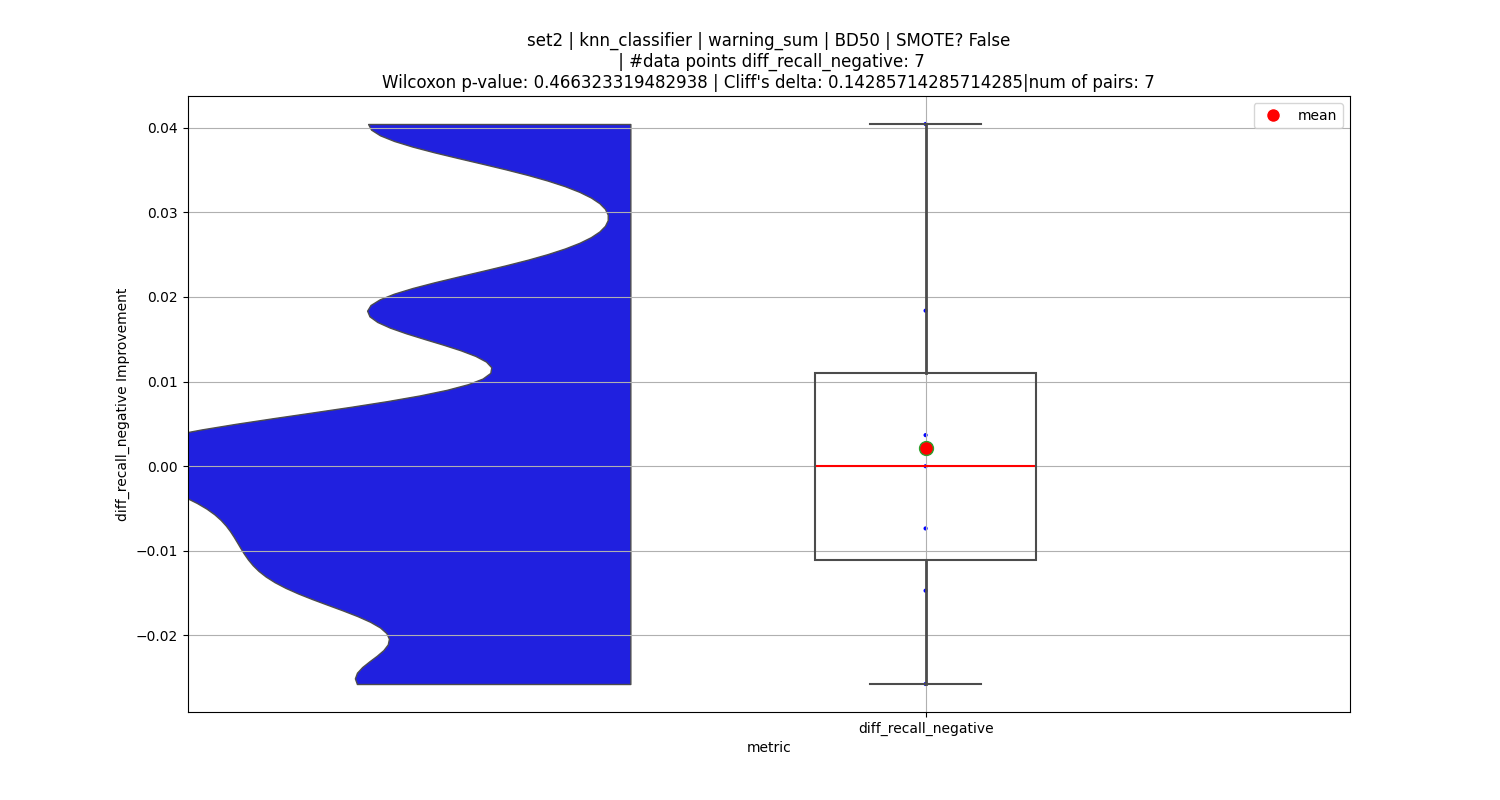 set2 | knn_classifier | warning_sum | BD50 | SMOTE? False
| #data points diff_recall_negative: 7
Wilcoxon p-value: 0.466323319482938 | Cliff's delta: 0.14285714285714285|num of pairs: 7
mean
0.04
0.03
0.02
0.01
0.00
−0.01
−0.02
diff_recall_negative Improvement
diff_recall_negative
metric